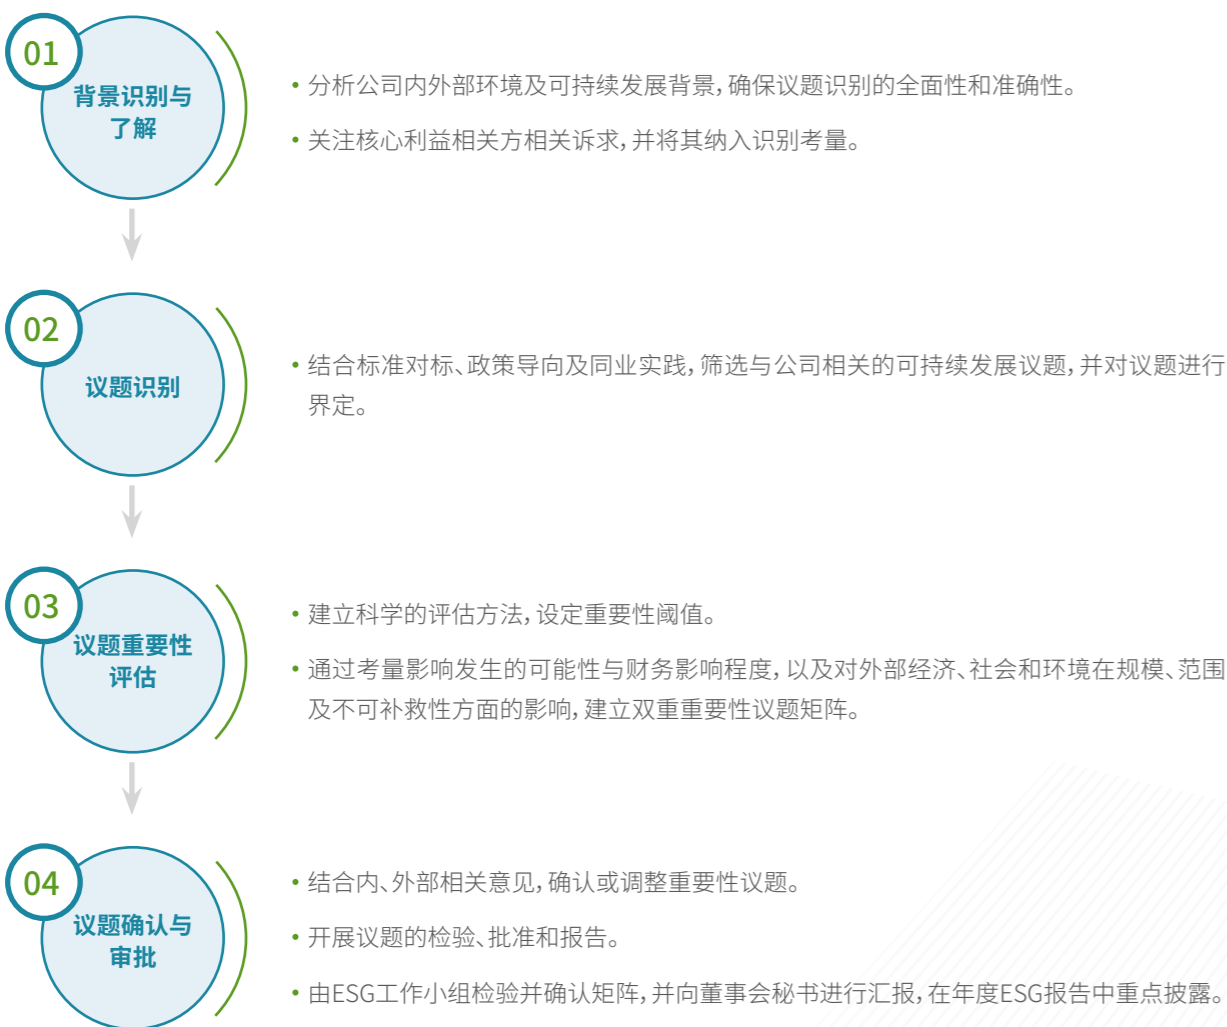 01
背景识别与
了解
• 分析公司内外部环境及可持续发展背景，确保议题识别的全面性和准确性。
• 关注核心利益相关方相关诉求，并将其纳入识别考量。
02
议题识别
• 结合标准对标、政策导向及同业实践，筛选与公司相关的可持续发展议题，并对议题进行
界定。
03
议题重要性
评估
• 建立科学的评估方法，设定重要性阈值。
• 通过考量影响发生的可能性与财务影响程度，以及对外部经济、社会和环境在规模、范围
及不可补救性方面的影响，建立双重重要性议题矩阵。
04
议题确认与
审批
• 结合内、外部相关意见，确认或调整重要性议题。
• 开展议题的检验、批准和报告。
• 由ESG工作小组检验并确认矩阵，并向董事会秘书进行汇报，在年度ESG报告中重点披露。